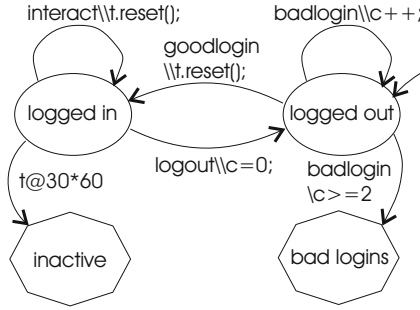 interact\\t.reset();
badlogin\\c++;
goodlogin
\\t.reset();
logged in
logged out
logout\\c=0;
t@30*60
badlogin
\c>=2
inactive
bad logins